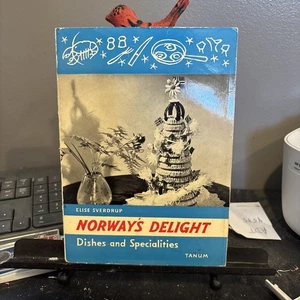 ELISE SVERDRUP
NORWAY'S DELIGHT
Dishes and Specialities
TANUM